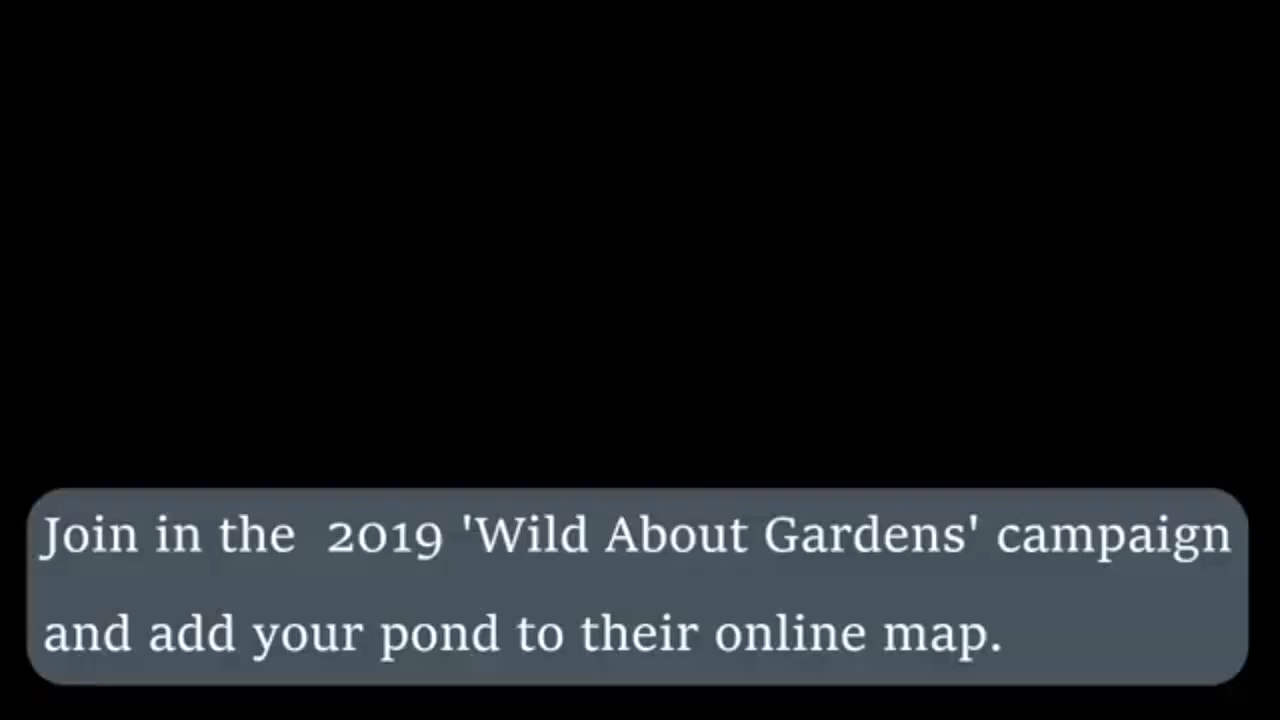 Join in the  2019 'Wild About Gardens' campaign
and add your pond to their online map.